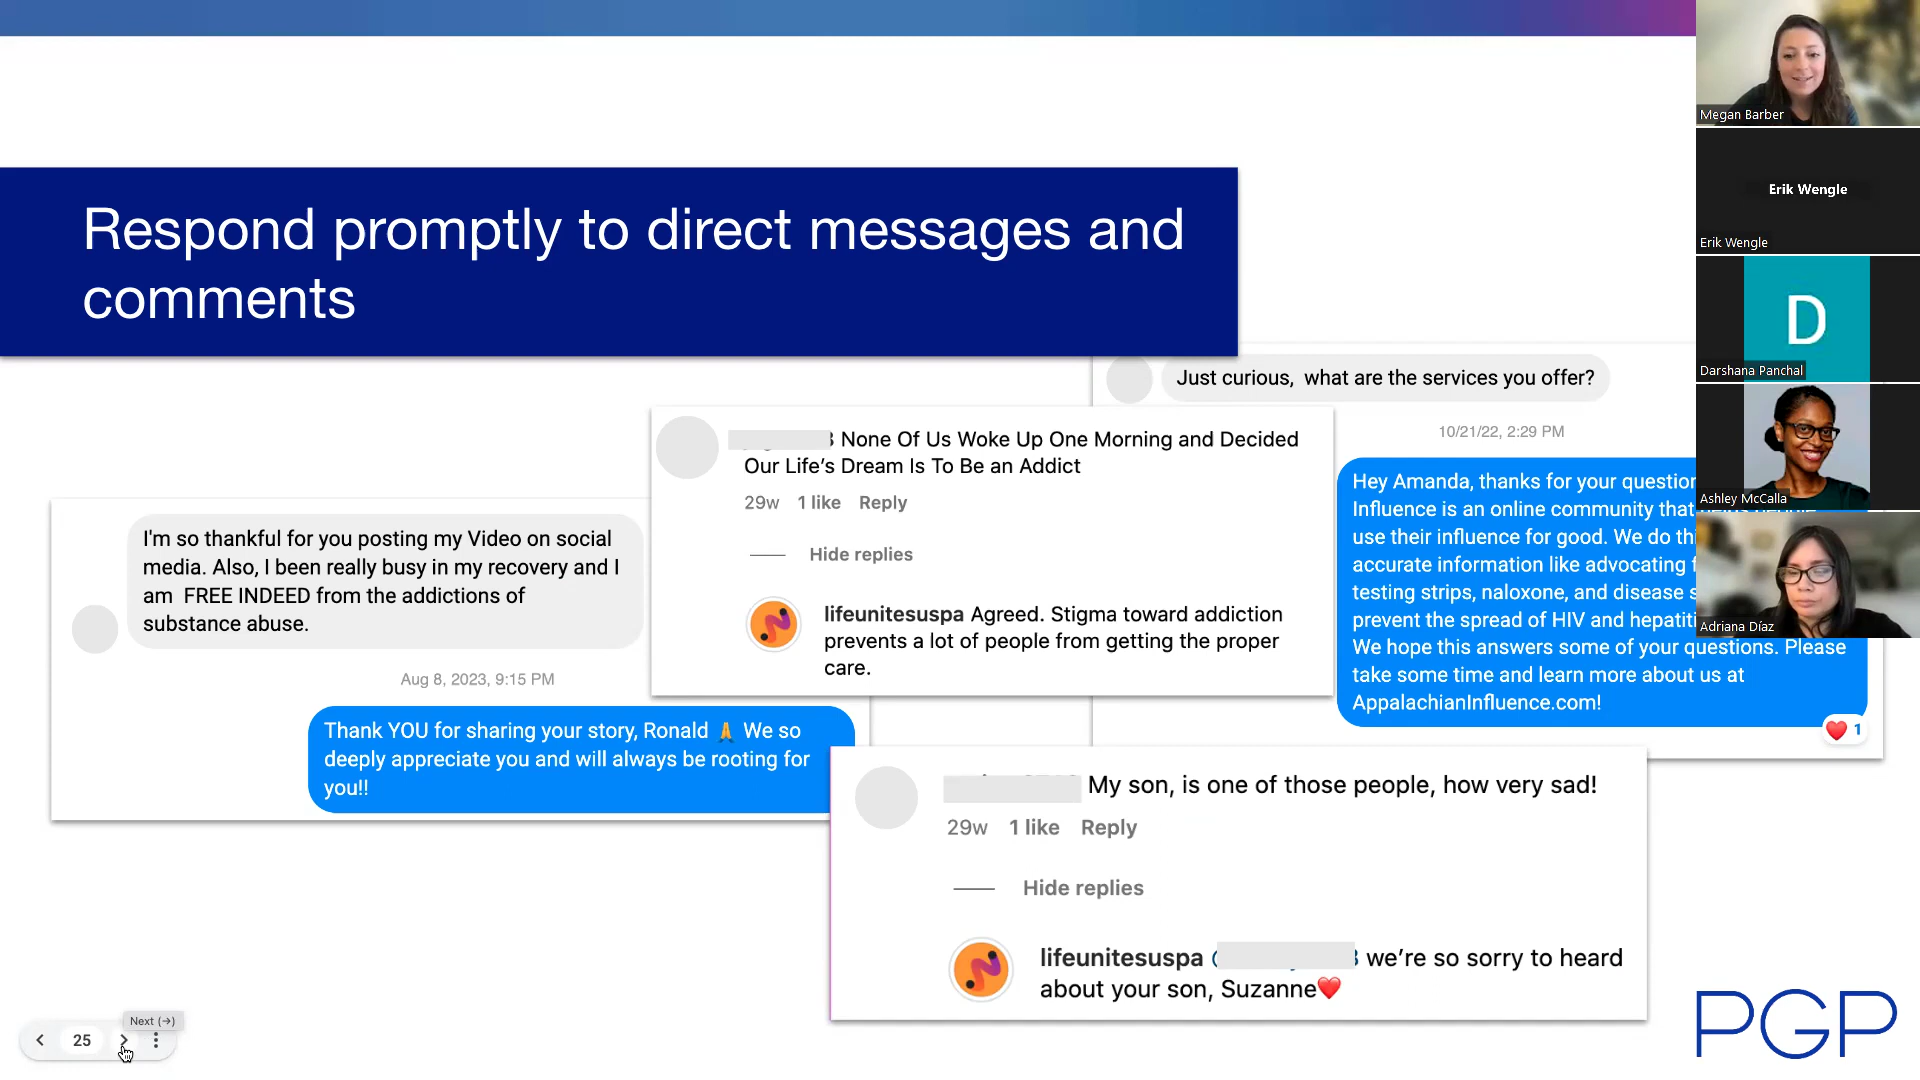 Respond promptly to direct messages and
comments
I'm so thankful for you posting my Video on social
media. Also, I been really busy in my recovery and I
am FREE INDEED from the addictions of
substance abuse.
Aug 8, 2023, 9:15 PM
Thank YOU for sharing your story, Ronald 🙏 We so
deeply appreciate you and will always be rooting for
you!!
None Of Us Woke Up One Morning and Decided
Our Life's Dream Is To Be an Addict
29w 1 like Reply
Hide replies
lifeunitesuspa Agreed. Stigma toward addiction
prevents a lot of people from getting the proper
care.
Just curious, what are the services you offer?
10/21/22, 2:29 PM
Hey Amanda, thanks for your
Influence is an online community that
use their influence for good. We do
accurate information like advocating
testing strips, naloxone, and disease
prevent the spread of HIV and
We hope this answers some of your questions. Please
take some time and learn more about us at
AppalachianInfluence.com!
❤️ 1
My son, is one of those people, how very sad!
29w 1 like Reply
Hide replies
lifeunitesuspa we're so sorry to heard
about your son, Suzanne❤️
Megan Barber
Erik Wengle
Erik Wengle
D
Darshana Panchal
Ashley McCalla
Adriana Díaz
Next (→)
25
PGP